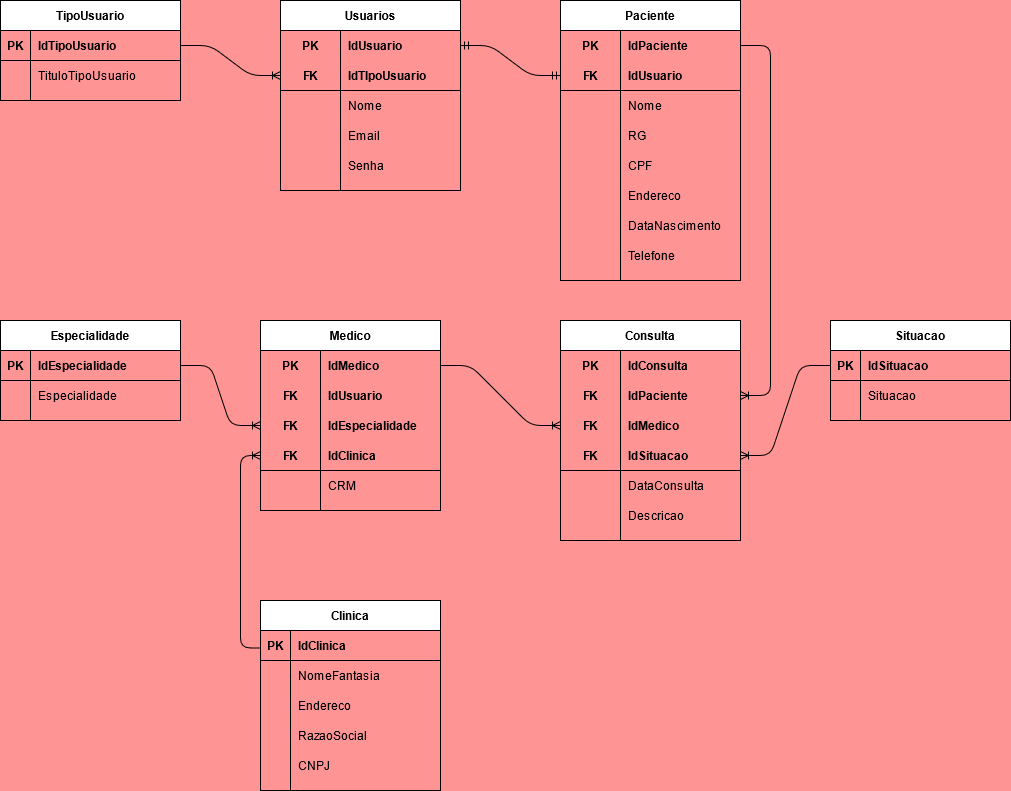 TipoUsuario
PK IdTipoUsuario
TituloTipoUsuario
Usuarios
PK IdUsuario
FK IdTIpoUsuario
Nome
Email
Senha
Paciente
PK IdPaciente
FK IdUsuario
Nome
RG
CPF
Endereco
DataNascimento
Telefone
Especialidade
PK IdEspecialidade
Especialidade
Medico
PK IdMedico
FK IdUsuario
FK IdEspecialidade
FK IdClinica
CRM
Consulta
PK IdConsulta
FK IdPaciente
FK IdMedico
FK IdSituacao
DataConsulta
Descricao
Situacao
PK IdSituacao
Situacao
Clinica
PK IdClinica
NomeFantasia
Endereco
RazaoSocial
CNPJ